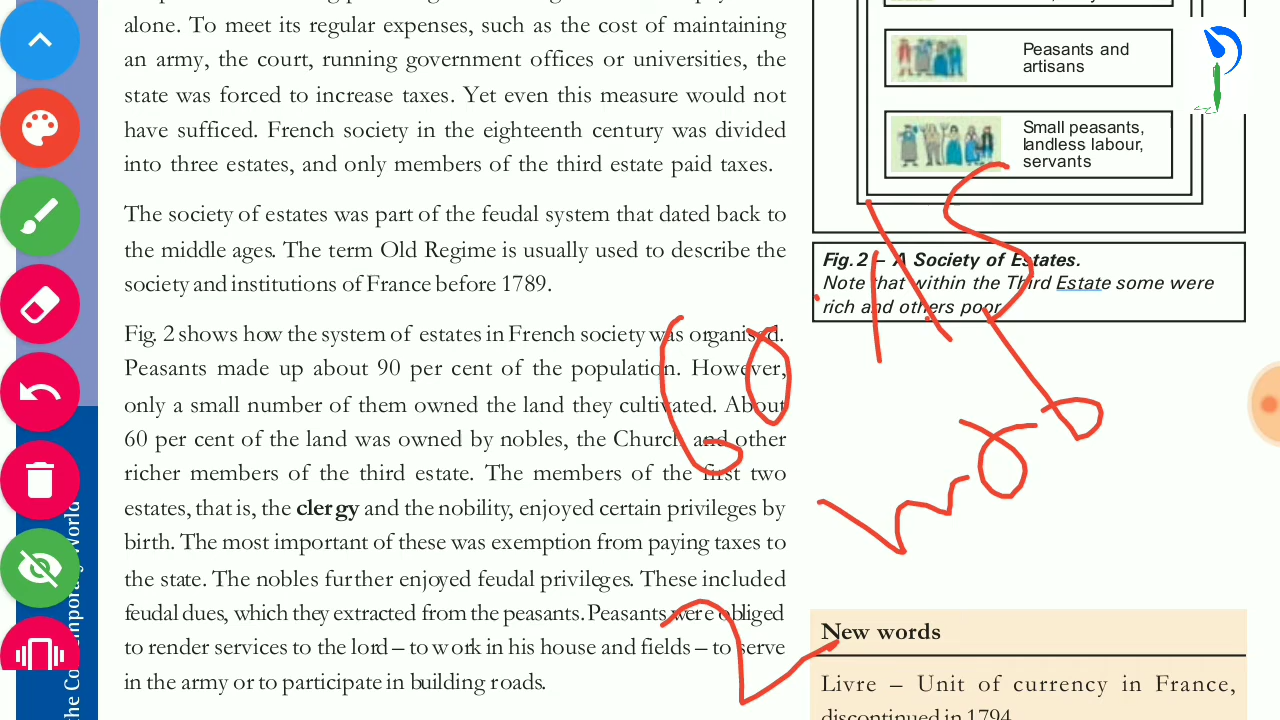 alone. To meet its regular expenses, such as the cost of maintaining
an army, the court, running government offices or universities, the
state was forced to increase taxes. Yet even this measure would not
have sufficed. French society in the eighteenth century was divided
into three estates, and only members of the third estate paid taxes.
The society of estates was part of the feudal system that dated back to
the middle ages. The term Old Regime is usually used to describe the
society and institutions of France before 1789.
Fig. 2 shows how the system of estates in French society was organised.
Peasants made up about 90 per cent of the population. However,
only a small number of them owned the land they cultivated. About
60 per cent of the land was owned by nobles, the Church and other
richer members of the third estate. The members of the first two
estates, that is, the clergy and the nobility, enjoyed certain privileges by
birth. The most important of these was exemption from paying taxes to
the state. The nobles further enjoyed feudal privileges. These included
feudal dues, which they extracted from the peasants. Peasants were obliged
to render services to the lord – to work in his house and fields – to serve
in the army or to participate in building roads.
Peasants and
artisans
Small peasants,
landless labour,
servants
Fig.2 – A Society of Estates.
Note that within the Third Estate some were
rich and others poor.
New words
Livre – Unit of currency in France,
discontinued in 1794
60